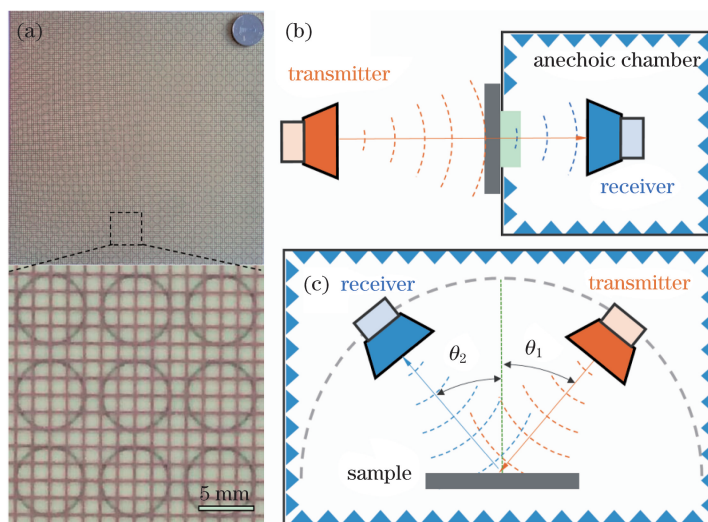 (a)
5 mm
(b)
transmitter
anechoic chamber
receiver
(c)
receiver
transmitter
θ2
θ1
sample